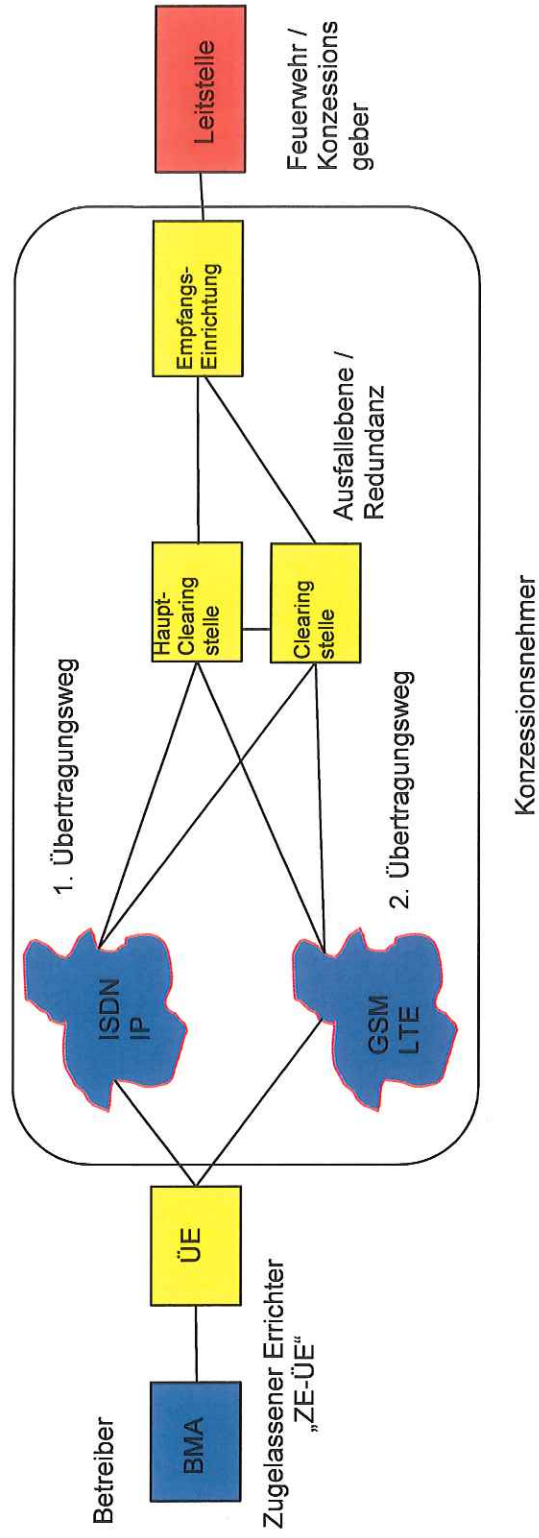 Betreiber
BMA
Zugelassener Errichter
„ZE-ÜE“
ÜE
ISDN
IP
GSM
LTE
1. Übertragungsweg
2. Übertragungsweg
Haupt-
Clearing
stelle
Clearing
stelle
Ausfallebene /
Redundanz
Empfangs-
Einrichtung
Leitstelle
Feuerwehr /
Konzessions
geber
Konzessionsnehmer